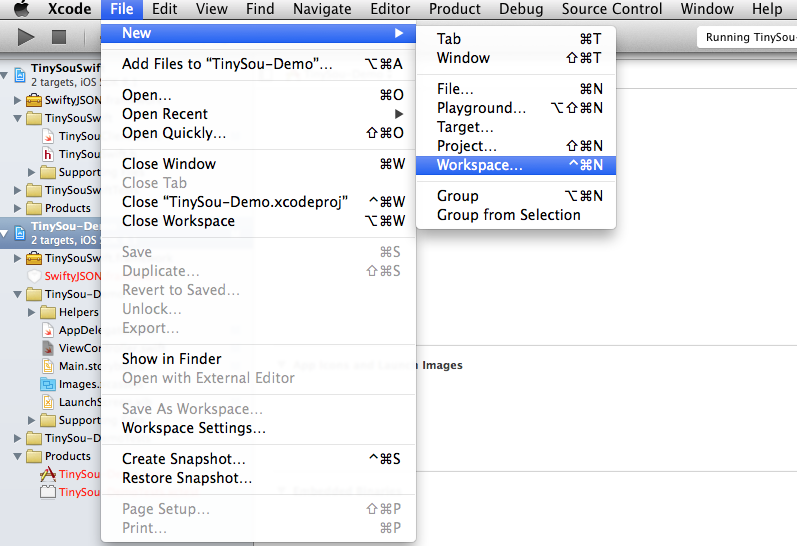 Xcode File Edit View Find Navigate Editor Product Debug Source Control Window Help
Running TinySou-
TinySouSwif
2 targets, iOS S
SwiftyJSON
TinySouSw
TinySou
TinySou
Support
TinySouSw
Products
TinySou-De
2 targets, iOS S
TinySouSw
SwiftyJSON
TinySou-D
Helpers
AppDele
ViewCon
Main.sto
Images.
LaunchS
Support
TinySou-D
Products
TinySou
TinySou
New
Add Files to “TinySou-Demo”... ⌥⌘A
Open... ⌘O
Open Recent
Open Quickly... ⇧⌘O
Close Window ⌘W
Close Tab
Close “TinySou-Demo.xcodeproj” ^⌘W
Close Workspace ⌥⌘W
Save ⌘S
Duplicate... ⇧⌘S
Revert to Saved...
Unlock...
Export...
Show in Finder
Open with External Editor
Save As Workspace...
Workspace Settings...
Create Snapshot... ^⌘S
Restore Snapshot...
Page Setup... ⇧⌘P
Print... ⌘P
Tab ⌘T
Window ⇧⌘T
File... ⌘N
Playground... ⌥⇧⌘N
Target...
Project... ⇧⌘N
Workspace... ^⌘N
Group ⌥⌘N
Group from Selection
App Icons and Launch Images